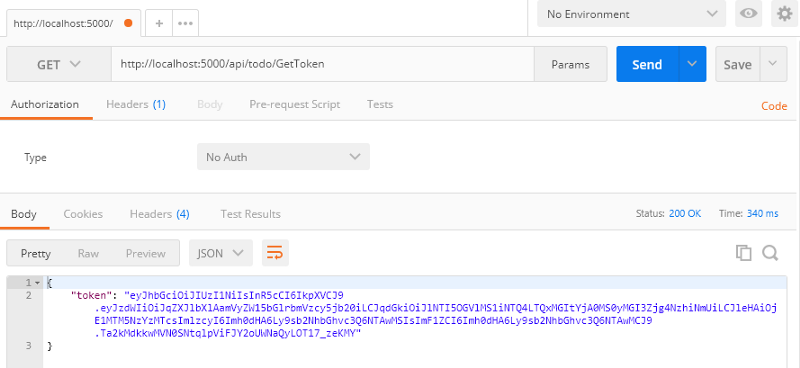 http://localhost:5000/
No Environment
GET
http://localhost:5000/api/todo/GetToken
Params
Send
Save
Authorization
Headers (1)
Body
Pre-request Script
Tests
Code
Type
No Auth
Body
Cookies
Headers (4)
Test Results
Status: 200 OK
Time: 340 ms
Pretty
Raw
Preview
JSON
1 {
2 "token": "eyJhbGciOiJIUzI1NiIsInR5cCI6IkpXVCJ9
.eyJzdWIiOiJqZXJlbXlAamVyZW15bGlrbmVzcy5jb20iLCJqdGkiOiJlNTI5OGVlMS1iNTQ4LTQxMGItYjA0MS0yMGI3Zjg4NzhiNmUiLCJleHAiOj
E1MTM5NzYzMTcsImlzcyI6Imh0dHA6Ly9sb2NhbGhvc3Q6NTAwMSIsImF1ZCI6Imh0dHA6Ly9sb2NhbGhvc3Q6NTAwMCJ9
.Ta2kMdkkwMVN0SNtqlpViFJY2oUWNaQyLOT17_zeKMY"
3 }